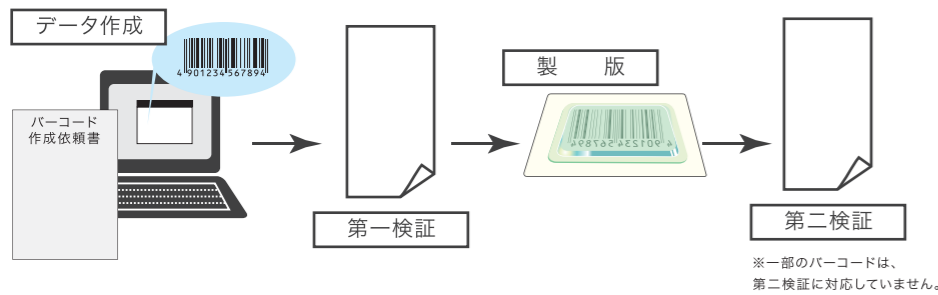 データ作成
4 901234 567894
バーコード
作成依頼書
第一検証
製　版
4 901234 567894
第二検証
※一部のバーコードは、
第二検証に対応していません。